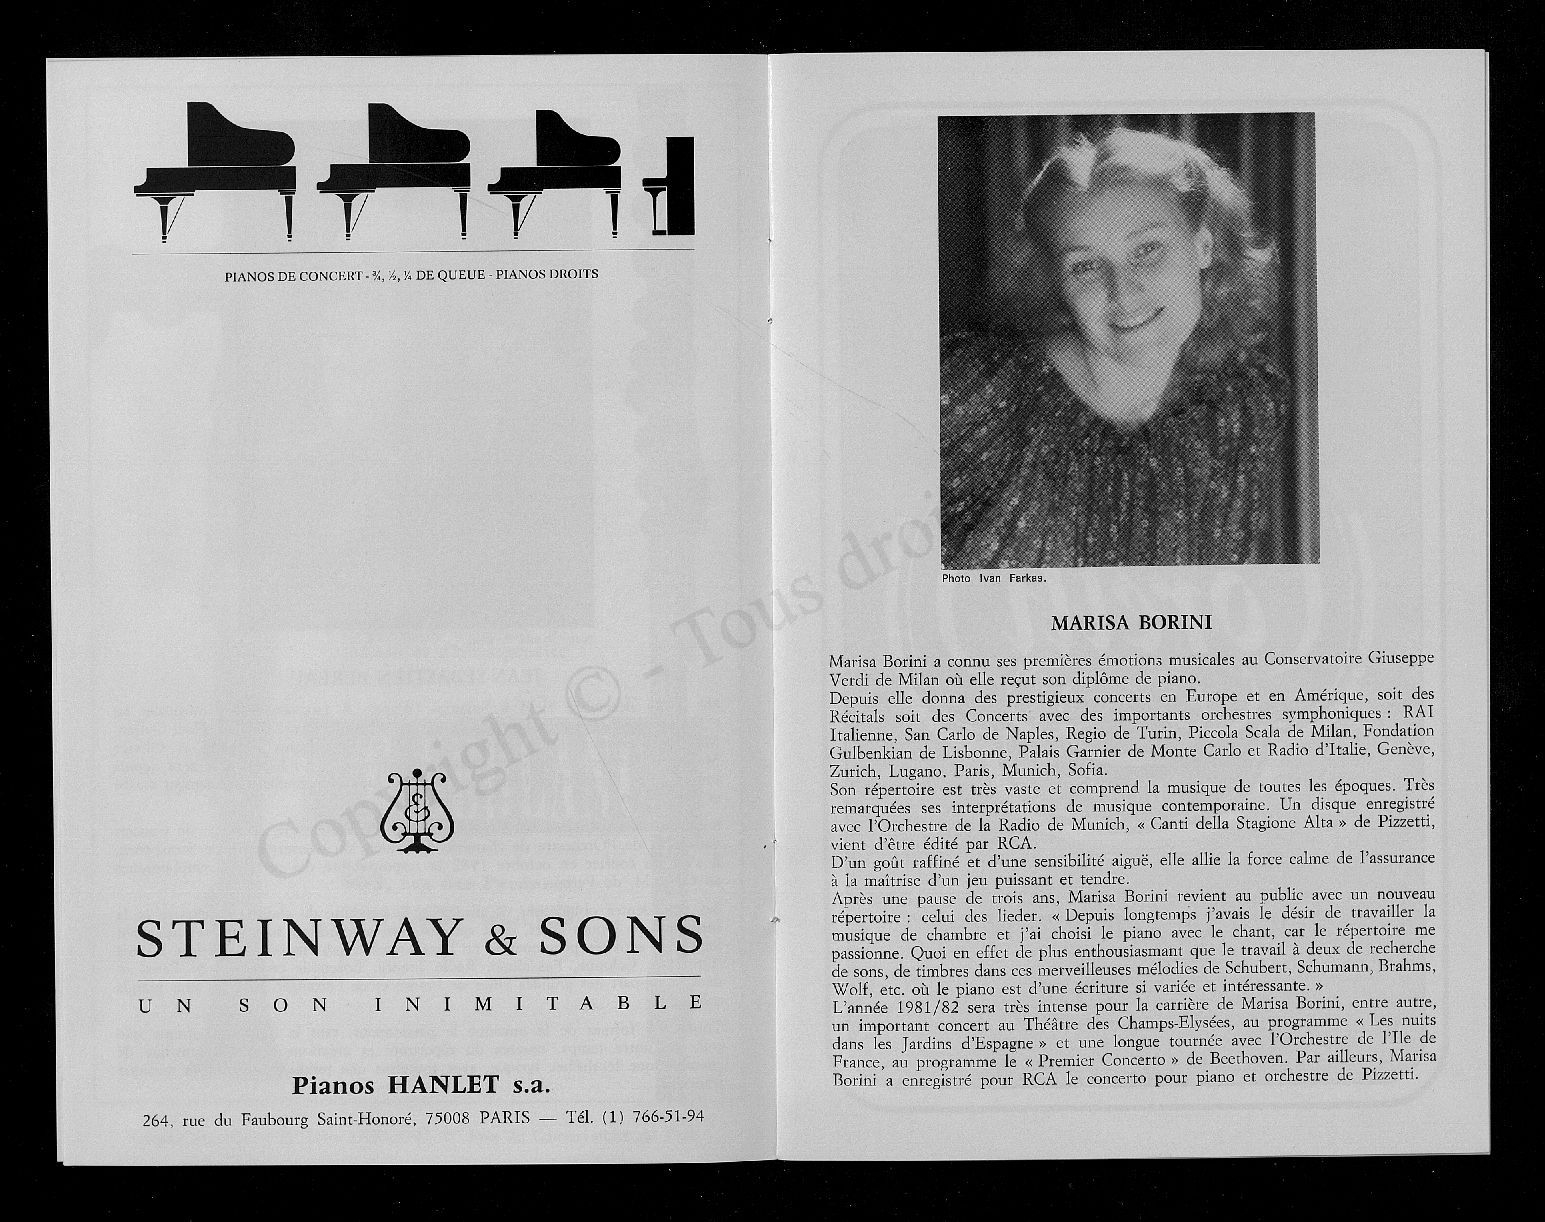 PIANOS DE CONCERT - ¾, ½, ¼ DE QUEUE - PIANOS DROITS
STEINWAY & SONS
UN SON INIMITABLE
Pianos HANLET s.a.
264, rue du Faubourg Saint-Honoré, 75008 PARIS — Tél. (1) 766-51-94
Copyright © - Tous droi
Photo Ivan Farkas.
MARISA BORINI
Marisa Borini a connu ses premières émotions musicales au Conservatoire Giuseppe
Verdi de Milan où elle reçut son diplôme de piano.
Depuis elle donna des prestigieux concerts en Europe et en Amérique, soit des
Récitals soit des Concerts avec des importants orchestres symphoniques : RAI
Italienne, San Carlo de Naples, Regio de Turin, Piccola Scala de Milan, Fondation
Gulbenkian de Lisbonne, Palais Garnier de Monte Carlo et Radio d'Italie, Genève,
Zurich, Lugano, Paris, Munich, Sofia.
Son répertoire est très vaste et comprend la musique de toutes les époques. Très
remarquées ses interprétations de musique contemporaine. Un disque enregistré
avec l'Orchestre de la Radio de Munich, « Canti della Stagione Alta » de Pizzetti,
vient d'être édité par RCA.
D'un goût raffiné et d'une sensibilité aiguë, elle allie la force calme de l'assurance
à la maîtrise d'un jeu puissant et tendre.
Après une pause de trois ans, Marisa Borini revient au public avec un nouveau
répertoire : celui des lieder. « Depuis longtemps j'avais le désir de travailler la
musique de chambre et j'ai choisi le piano avec le chant, car le répertoire me
passionne. Quoi en effet de plus enthousiasmant que le travail à deux de recherche
de sons, de timbres dans ces merveilleuses mélodies de Schubert, Schumann, Brahms,
Wolf, etc. où le piano est d'une écriture si variée et intéressante. »
L'année 1981/82 sera très intense pour la carrière de Marisa Borini, entre autre,
un important concert au Théâtre des Champs-Elysées, au programme « Les nuits
dans les Jardins d'Espagne » et une longue tournée avec l'Orchestre de l'Ile de
France, au programme le « Premier Concerto » de Beethoven. Par ailleurs, Marisa
Borini a enregistré pour RCA le concerto pour piano et orchestre de Pizzetti.